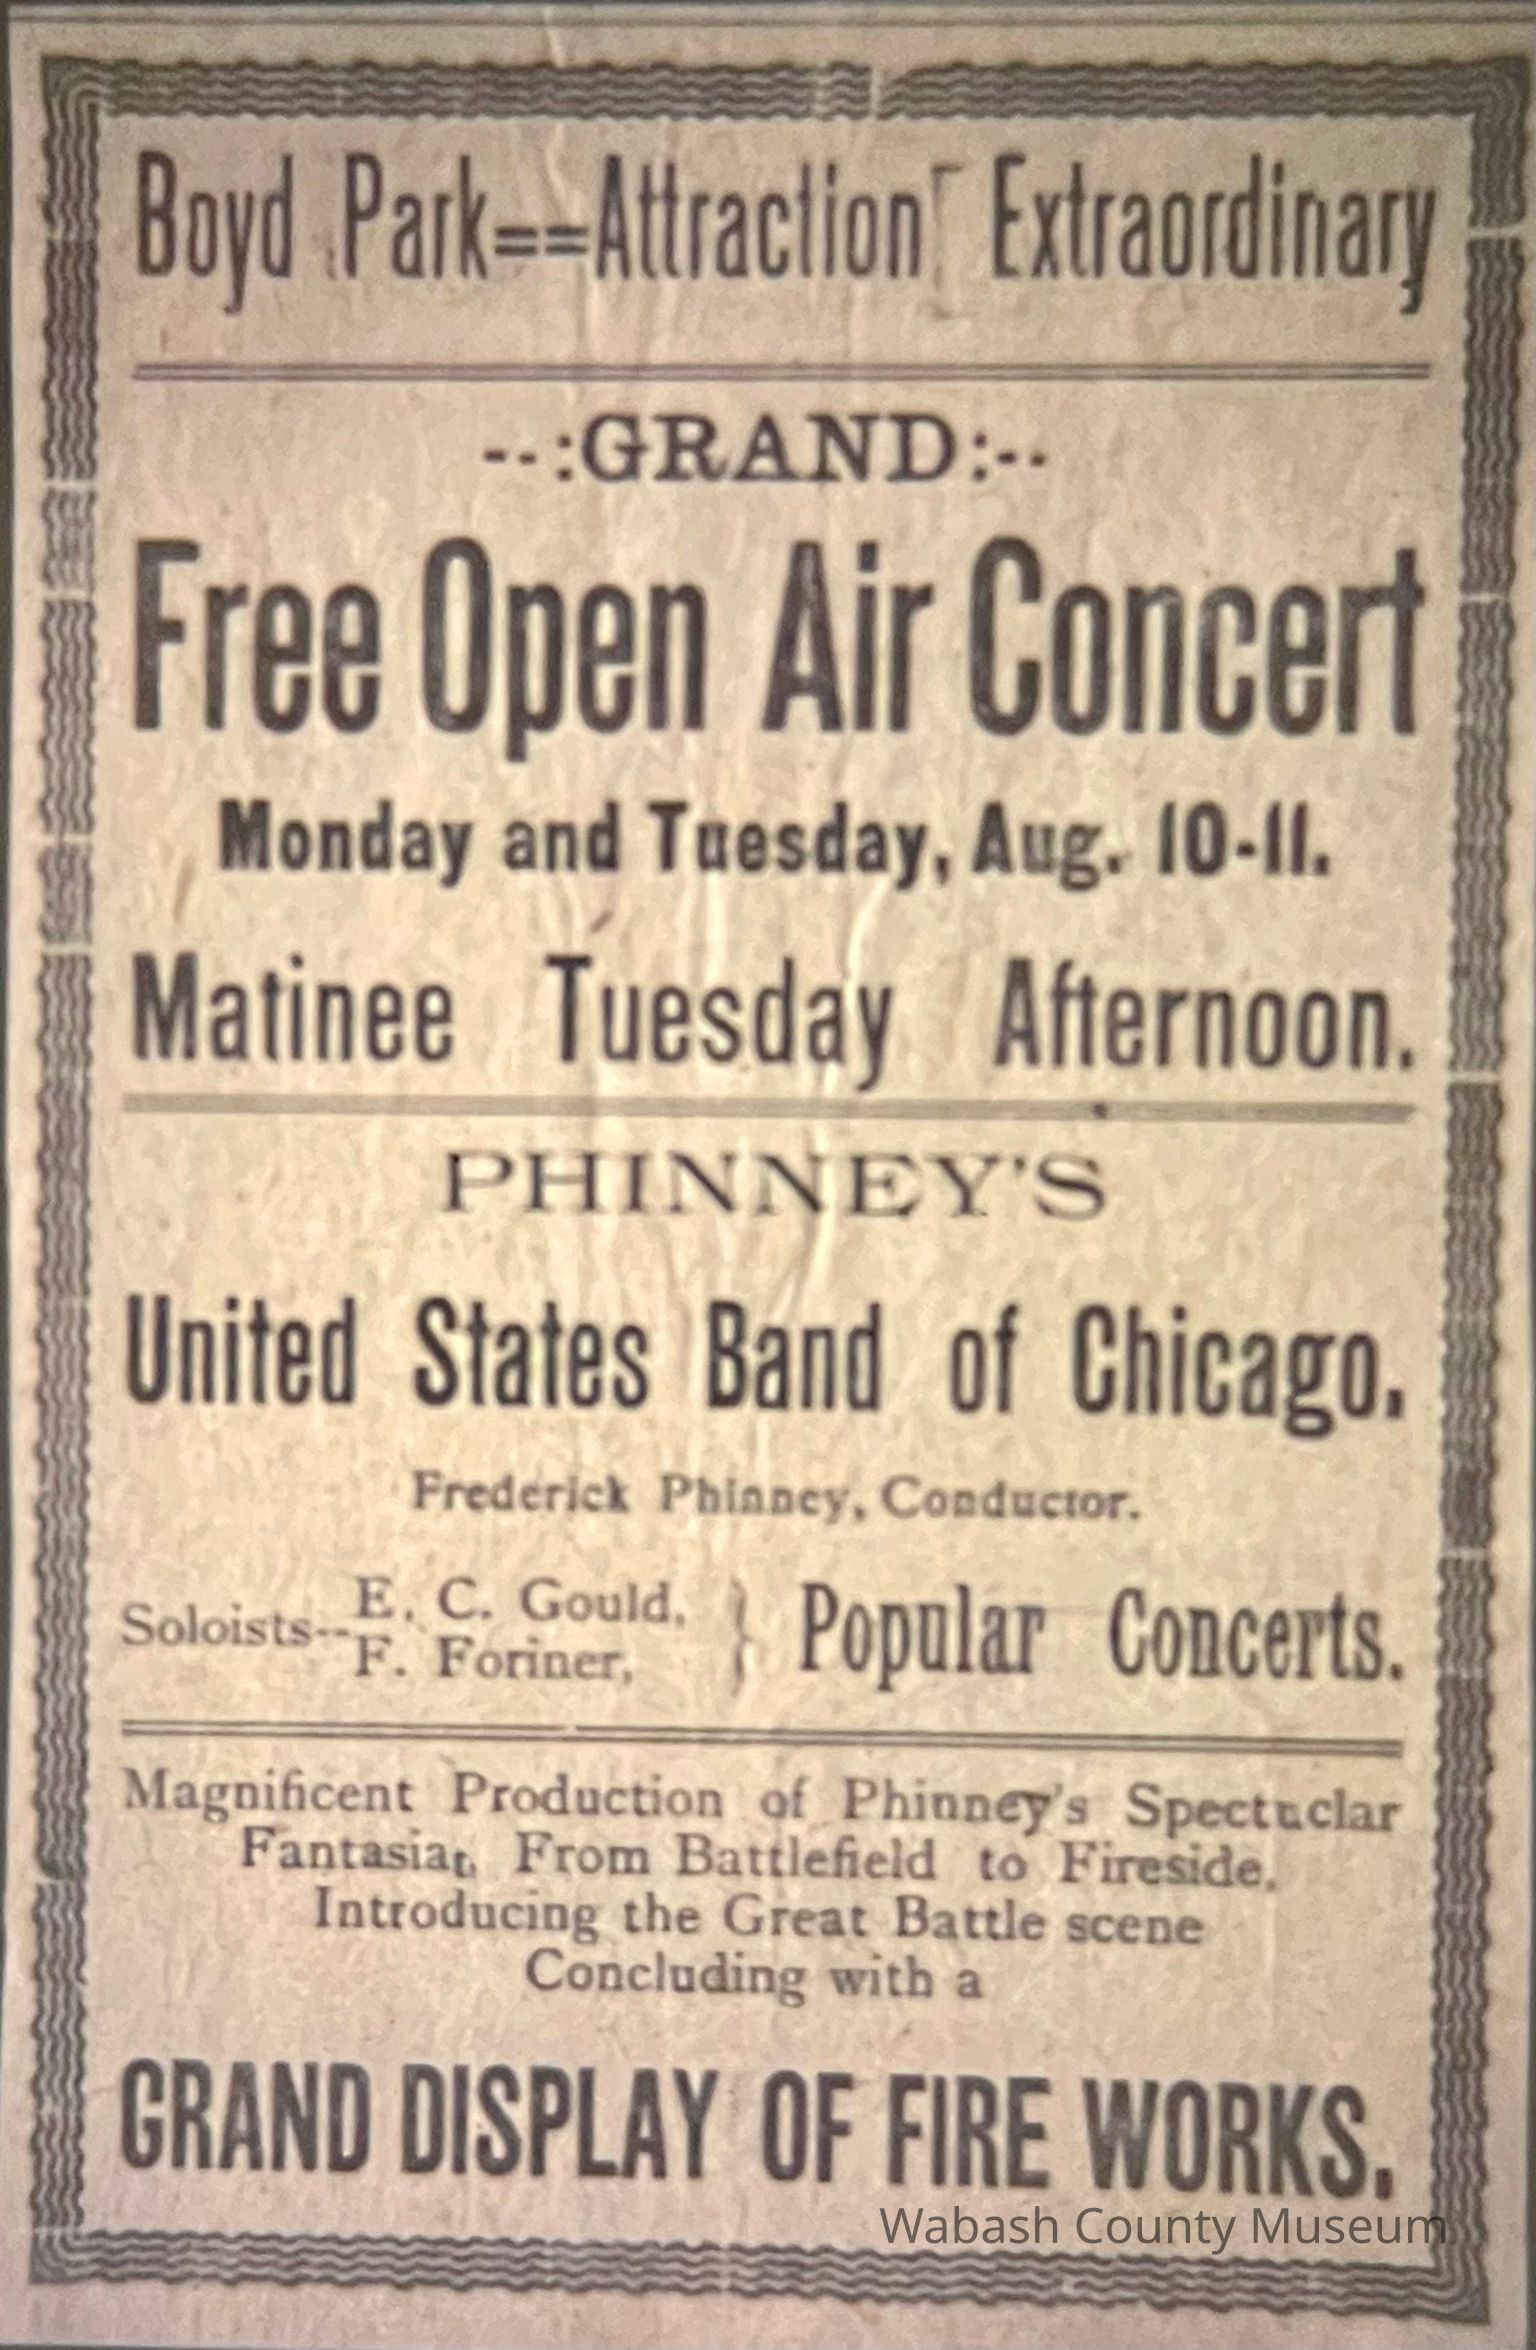 Boyd Park==Attraction Extraordinary
--:GRAND:--
Free Open Air Concert
Monday and Tuesday, Aug. 10-11.
Matinee Tuesday Afternoon.
PHINNEY'S
United States Band of Chicago.
Frederick Phinney, Conductor.
Soloists--E. C. Gould,
F. Foriner, } Popular Concerts.
Magnificent Production of Phinney's Spectuclar
Fantasia, From Battlefield to Fireside,
Introducing the Great Battle scene
Concluding with a
GRAND DISPLAY OF FIRE WORKS.
Wabash County Museum